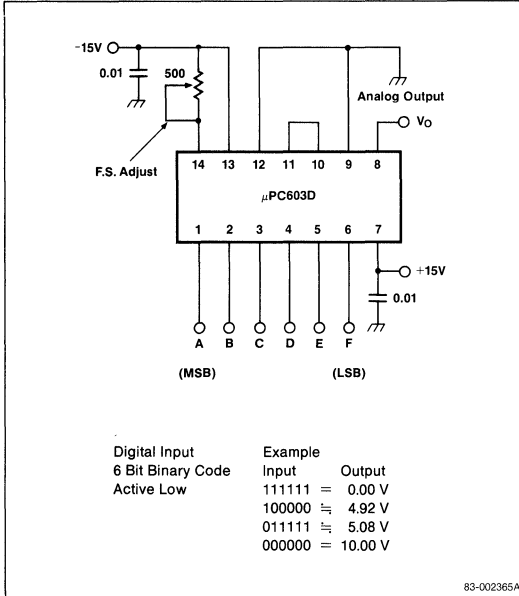 −15V
0.01
500
Analog Output
VO
F.S. Adjust
14 13 12 11 10 9 8
μPC603D
1 2 3 4 5 6 7
+15V
0.01
A B C D E F
(MSB) (LSB)
Digital Input Example
6 Bit Binary Code Input Output
Active Low 111111 = 0.00 V
100000 ≒ 4.92 V
011111 ≒ 5.08 V
000000 = 10.00 V
83-002365A